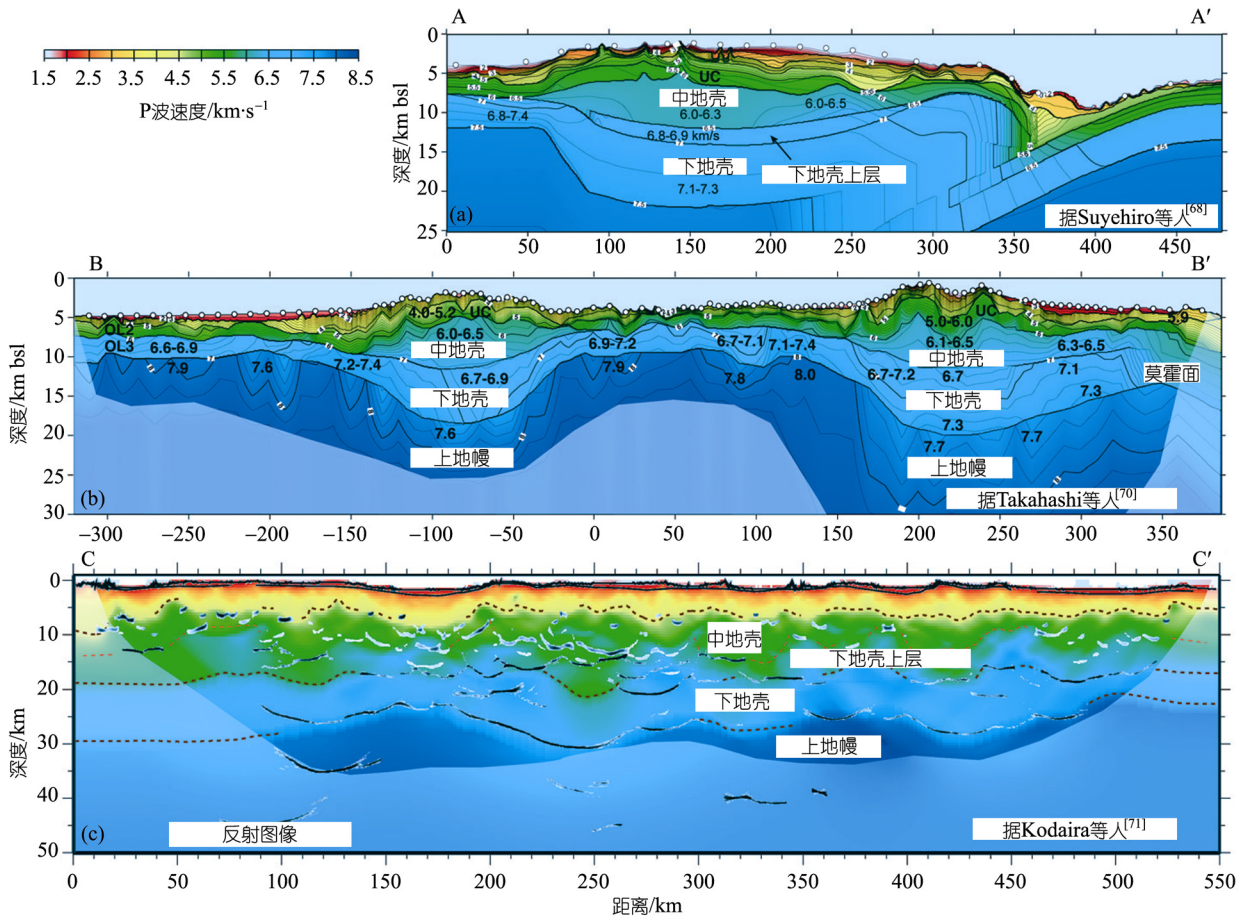 A
A′
1.5 2.5 3.5 4.5 5.5 6.5 7.5 8.5
P波速度/km·s⁻¹
深度/km bsl
0
5
10
15
20
25
UC
中地壳
6.0-6.5
6.0-6.3
6.8-7.4
6.8-6.9 km/s
下地壳
下地壳上层
7.1-7.3
(a)
据Suyehiro等人[68]
0 50 100 150 200 250 300 350 400 450
B
B′
深度/km bsl
0
5
10
15
20
25
30
OL2
OL3
4.0-5.2 UC
6.0-6.5
中地壳
6.6-6.9
7.9
7.6
7.2-7.4
6.7-6.9
下地壳
7.6
上地幔
6.9-7.2
7.9
6.7-7.1
7.1-7.4
7.8
8.0
UC
5.0-6.0
6.1-6.5
中地壳
6.3-6.5
5.9
6.7-7.2
6.7
7.1
莫霍面
下地壳
7.3
7.3
7.7
7.7
上地幔
(b)
据Takahashi等人[70]
−300 −250 −200 −150 −100 −50 0 50 100 150 200 250 300 350
C
C′
深度/km
0
10
20
30
40
50
中地壳
下地壳上层
下地壳
上地幔
(c)
反射图像
据Kodaira等人[71]
0 50 100 150 200 250 300 350 400 450 500 550
距离/km